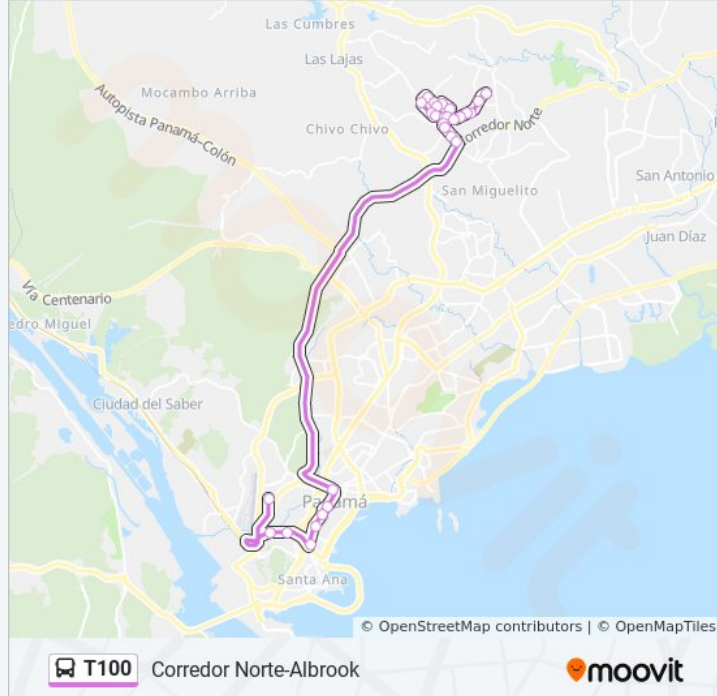 Las Cumbres
Las Lajas
Mocambo Arriba
Autopista Panamá-Colón
Chivo Chivo
Corredor Norte
San Miguelito
San Antonio
Juan Díaz
Vía Centenario
edro Miguel
Ciudad del Saber
Panamá
Santa Ana
© OpenStreetMap contributors | © OpenMapTiles
T100 Corredor Norte-Albrook
moovit